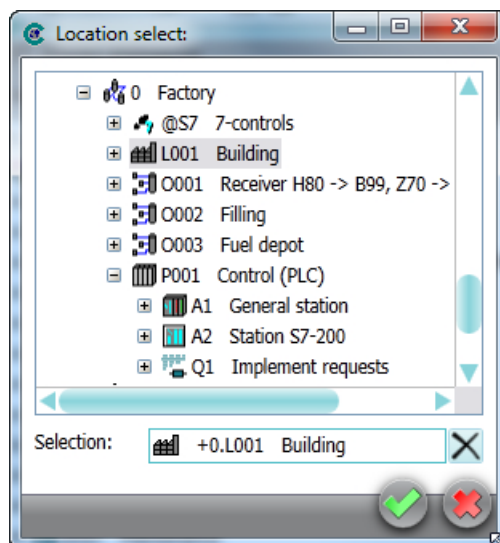 Location select:
0 Factory
@S7 7-controls
L001 Building
O001 Receiver H80 -> B99, Z70 ->
O002 Filling
O003 Fuel depot
P001 Control (PLC)
A1 General station
A2 Station S7-200
Q1 Implement requests
Selection: +0.L001 Building